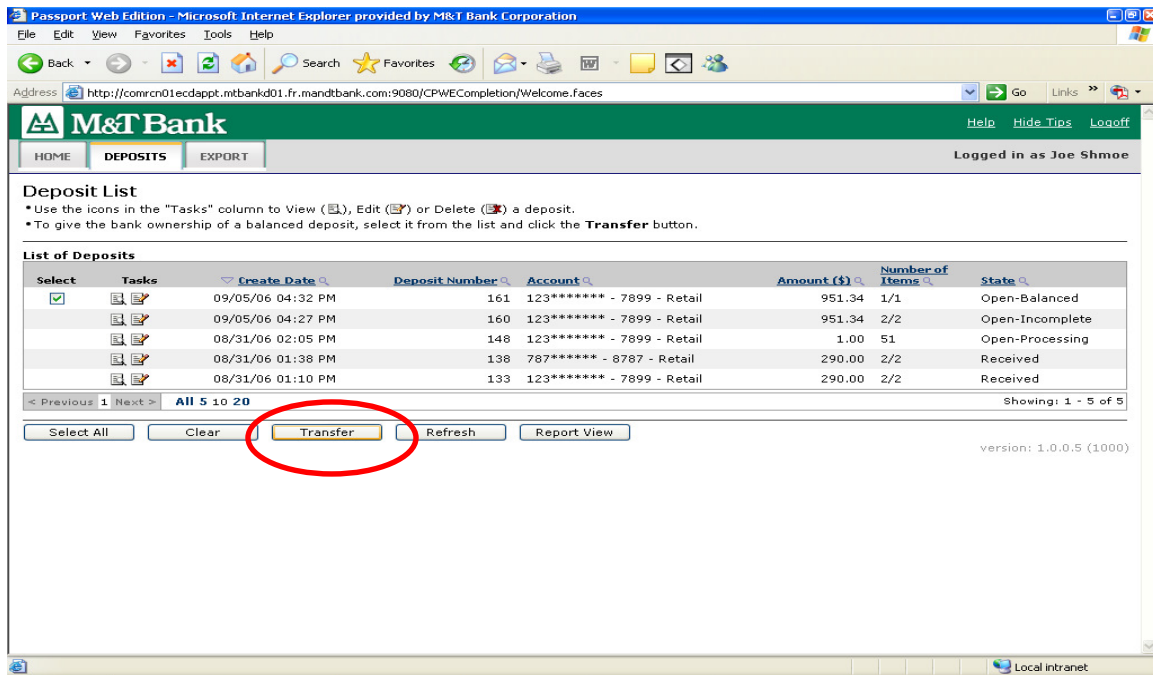 Passport Web Edition - Microsoft Internet Explorer provided by M&T Bank Corporation
File Edit View Favorites Tools Help
Back Search Favorites
Address http://comrcn01ecdappt.mtbankd01.fr.mandtbank.com:9080/CPWECompletion/Welcome.faces Go Links »
M&T Bank Help Hide Tips Logoff
HOME DEPOSITS EXPORT Logged in as Joe Shmoe
Deposit List
• Use the icons in the "Tasks" column to View ( ), Edit ( ) or Delete ( ) a deposit.
• To give the bank ownership of a balanced deposit, select it from the list and click the Transfer button.
List of Deposits
Select Tasks Create Date Deposit Number Account Amount ($) Number of Items State
09/05/06 04:32 PM 161 123******* - 7899 - Retail 951.34 1/1 Open-Balanced
09/05/06 04:27 PM 160 123******* - 7899 - Retail 951.34 2/2 Open-Incomplete
08/31/06 02:05 PM 148 123******* - 7899 - Retail 1.00 51 Open-Processing
08/31/06 01:38 PM 138 787****** - 8787 - Retail 290.00 2/2 Received
08/31/06 01:10 PM 133 123******* - 7899 - Retail 290.00 2/2 Received
< Previous 1 Next > All 5 10 20 Showing: 1 - 5 of 5
Select All Clear Transfer Refresh Report View
version: 1.0.0.5 (1000)
Local intranet